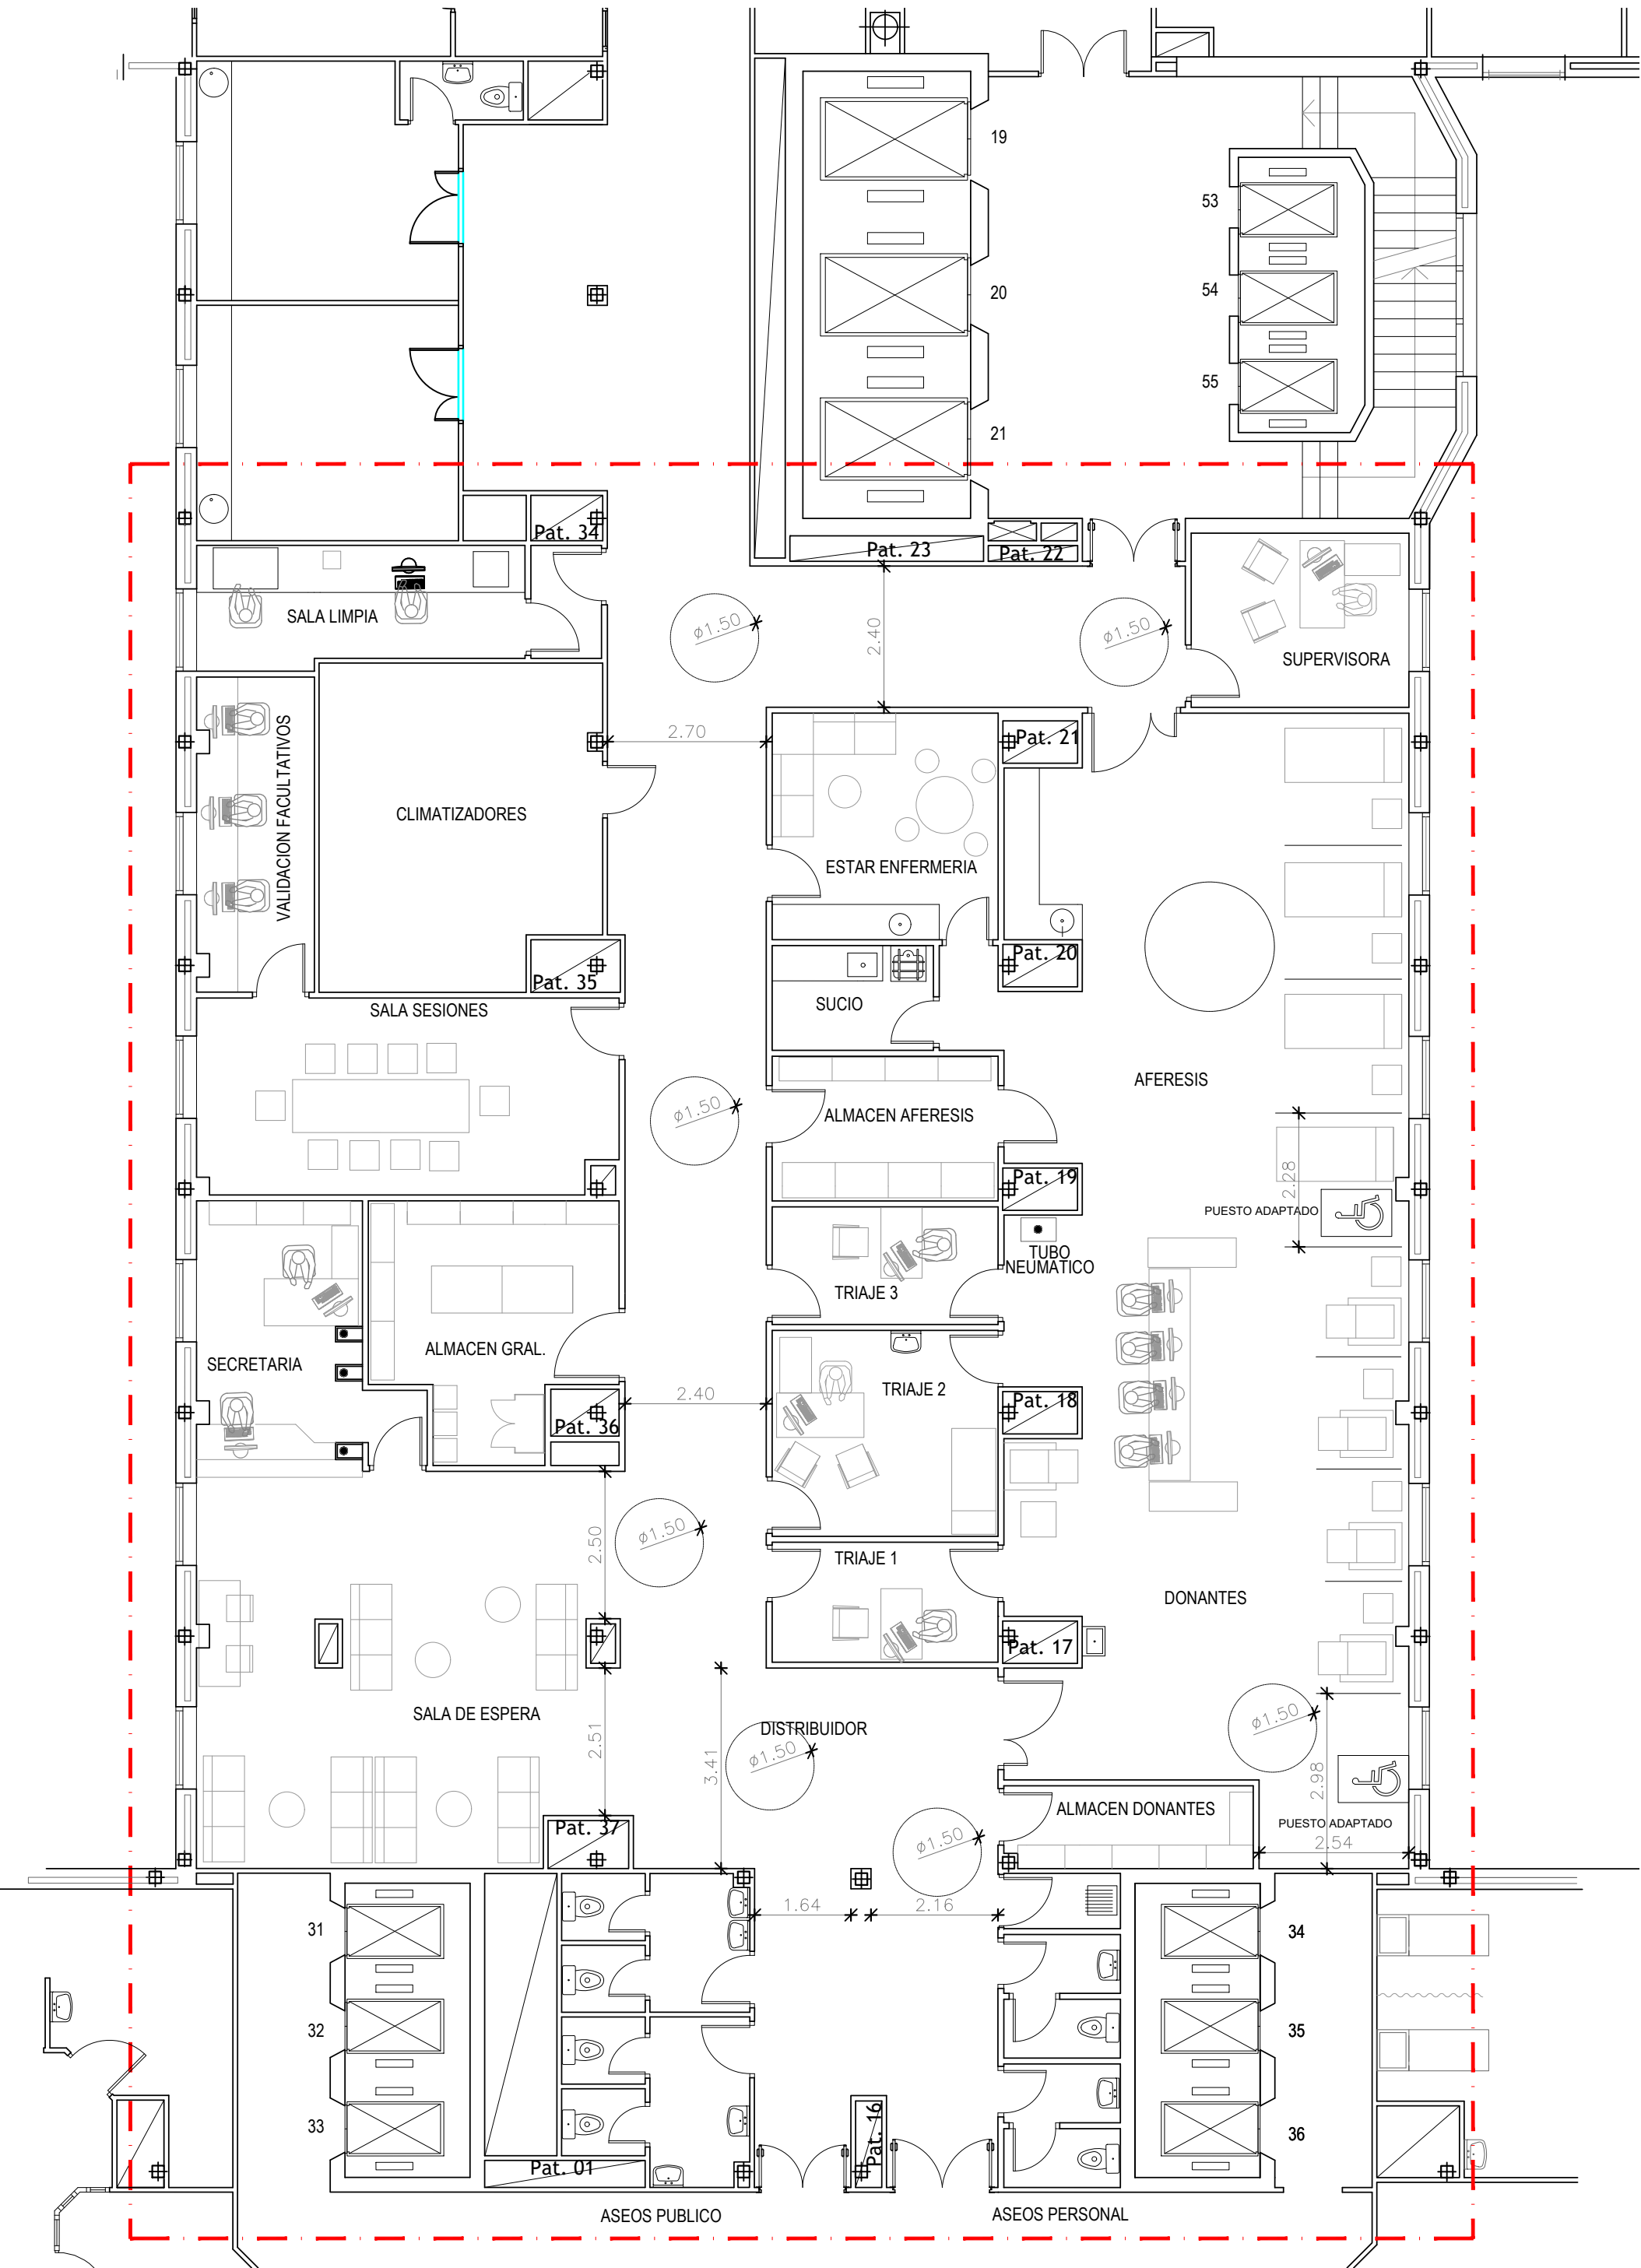 19
53
20
54
55
21
Pat. 34
Pat. 23
Pat. 22
SALA LIMPIA
ø1.50
2.40
ø1.50
SUPERVISORA
2.70
Pat. 21
VALIDACION FACULTATIVOS
CLIMATIZADORES
ESTAR ENFERMERIA
Pat. 20
Pat. 35
SUCIO
SALA SESIONES
AFERESIS
ø1.50
ALMACEN AFERESIS
Pat. 19
2.28
PUESTO ADAPTADO
TUBO
NEUMATICO
TRIAJE 3
ALMACEN GRAL.
SECRETARIA
TRIAJE 2
2.40
Pat. 18
Pat. 36
2.50
ø1.50
TRIAJE 1
DONANTES
Pat. 17
SALA DE ESPERA
2.51
3.41
DISTRIBUIDOR
ø1.50
ø1.50
2.98
ALMACEN DONANTES
PUESTO ADAPTADO
Pat. 37
ø1.50
2.54
1.64
2.16
31
34
32
35
33
36
Pat. 16
Pat. 01
ASEOS PUBLICO
ASEOS PERSONAL